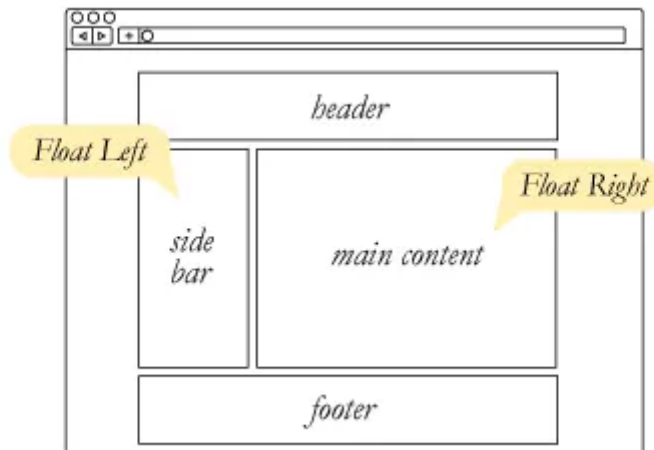 header
Float Left
Float Right
side
bar
main content
footer